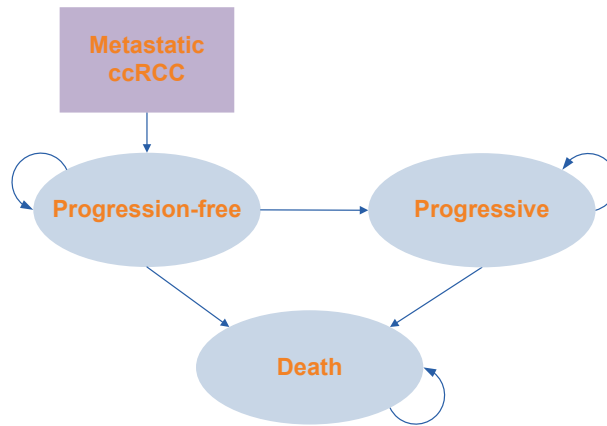 Metastatic
ccRCC
Progression-free
Progressive
Death